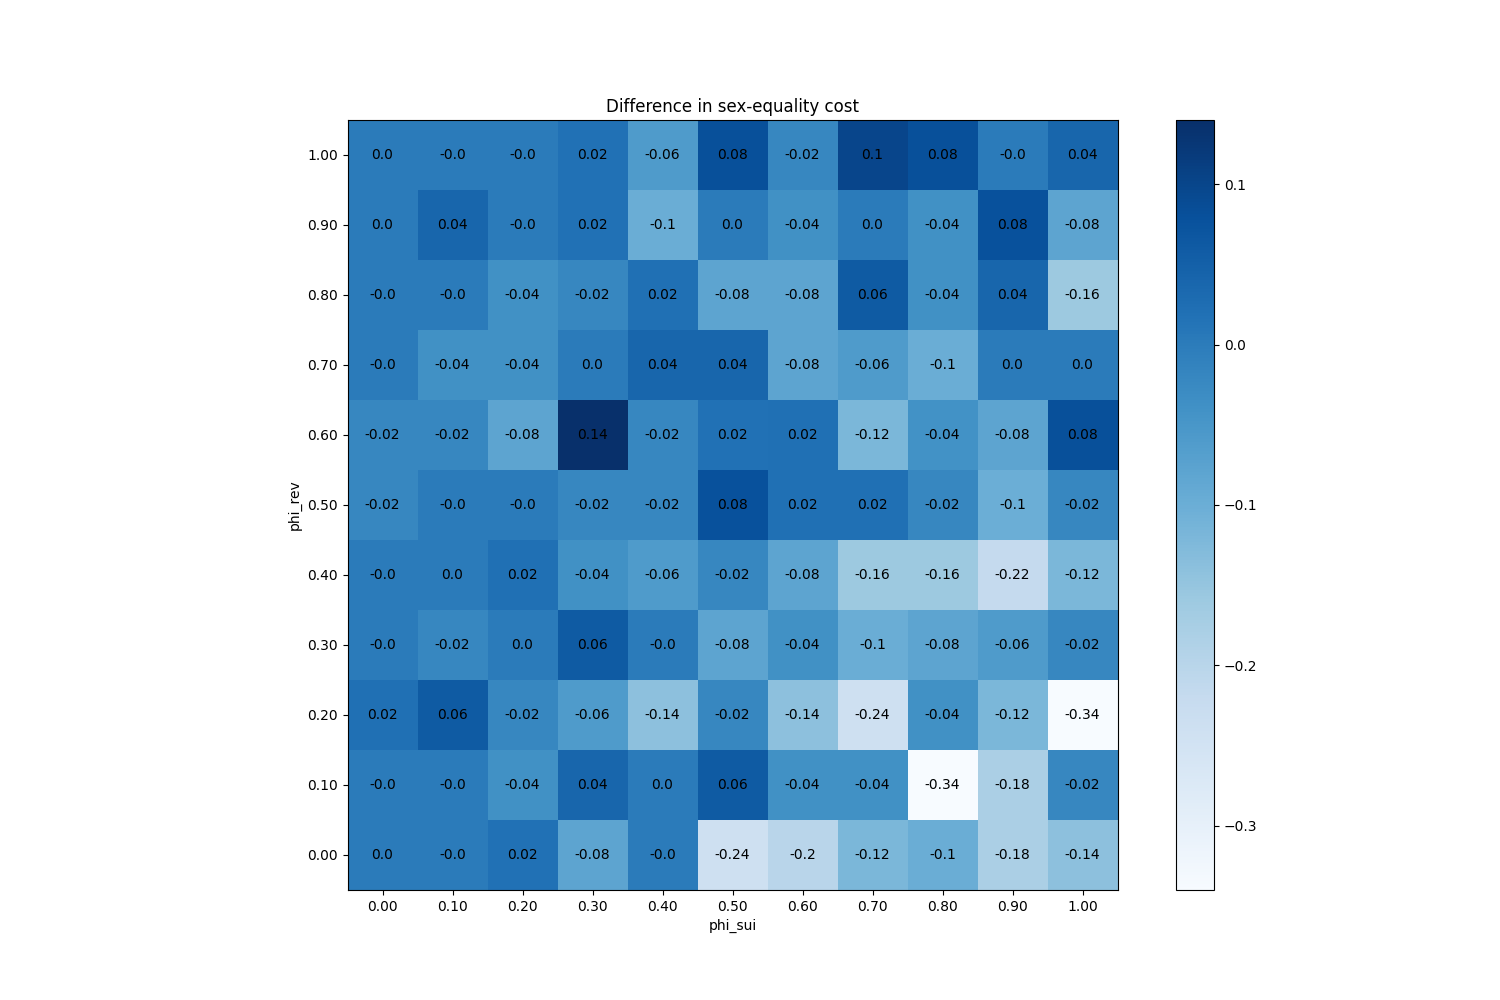 Difference in sex-equality cost
1.00 0.0 -0.0 -0.0 0.02 -0.06 0.08 -0.02 0.1 0.08 -0.0 0.04
0.90 0.0 0.04 -0.0 0.02 -0.1 0.0 -0.04 0.0 -0.04 0.08 -0.08
0.80 -0.0 -0.0 -0.04 -0.02 0.02 -0.08 -0.08 0.06 -0.04 0.04 -0.16
0.70 -0.0 -0.04 -0.04 0.0 0.04 0.04 -0.08 -0.06 -0.1 0.0 0.0
0.60 -0.02 -0.02 -0.08 0.14 -0.02 0.02 0.02 -0.12 -0.04 -0.08 0.08
0.50 -0.02 -0.0 -0.0 -0.02 -0.02 0.08 0.02 0.02 -0.02 -0.1 -0.02
0.40 -0.0 0.0 0.02 -0.04 -0.06 -0.02 -0.08 -0.16 -0.16 -0.22 -0.12
0.30 -0.0 -0.02 0.0 0.06 -0.0 -0.08 -0.04 -0.1 -0.08 -0.06 -0.02
0.20 0.02 0.06 -0.02 -0.06 -0.14 -0.02 -0.14 -0.24 -0.04 -0.12 -0.34
0.10 -0.0 -0.0 -0.04 0.04 0.0 0.06 -0.04 -0.04 -0.34 -0.18 -0.02
0.00 0.0 -0.0 0.02 -0.08 -0.0 -0.24 -0.2 -0.12 -0.1 -0.18 -0.14
0.00 0.10 0.20 0.30 0.40 0.50 0.60 0.70 0.80 0.90 1.00
phi_sui
phi_rev
0.1
0.0
−0.1
−0.2
−0.3